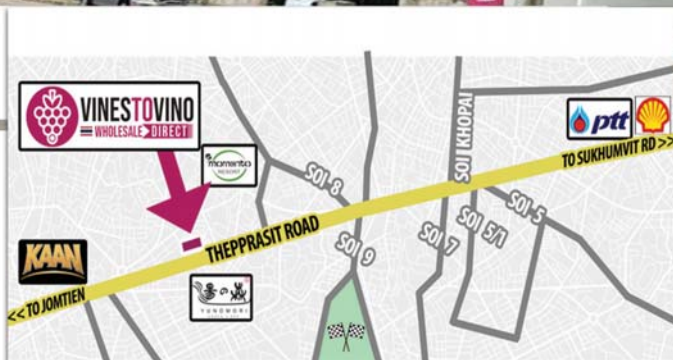 VINESTOVINO
WHOLESALE DIRECT
momento
RESORT
SOI 8
SOI KHOPAI
ptt
TO SUKHUMVIT RD >>
SOI 5
SOI 5/1
SOI 7
SOI 9
THEPPRASIT ROAD
KAAN
YUNOMORI
<< TO JOMTIEN